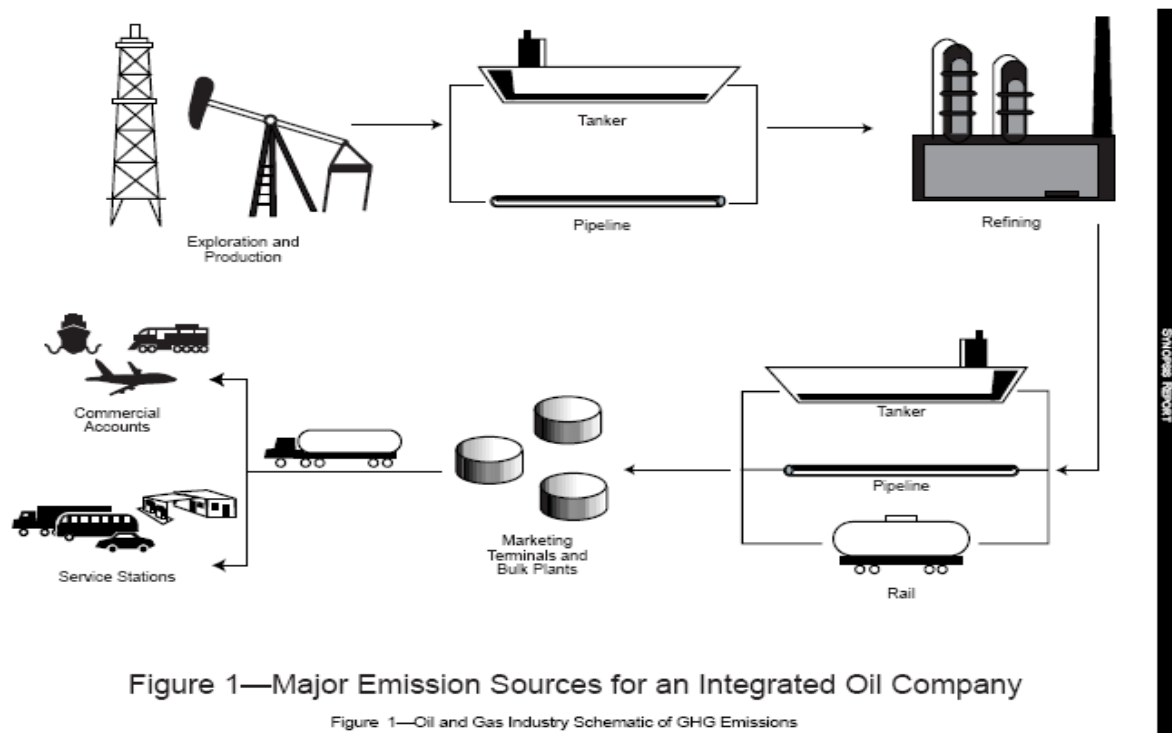 Tanker
Pipeline
Exploration and
Production
Refining
Tanker
Pipeline
Rail
Marketing
Terminals and
Bulk Plants
Commercial
Accounts
Service Stations
SYNOPSIS REPORT
Figure 1—Major Emission Sources for an Integrated Oil Company
Figure 1—Oil and Gas Industry Schematic of GHG Emissions